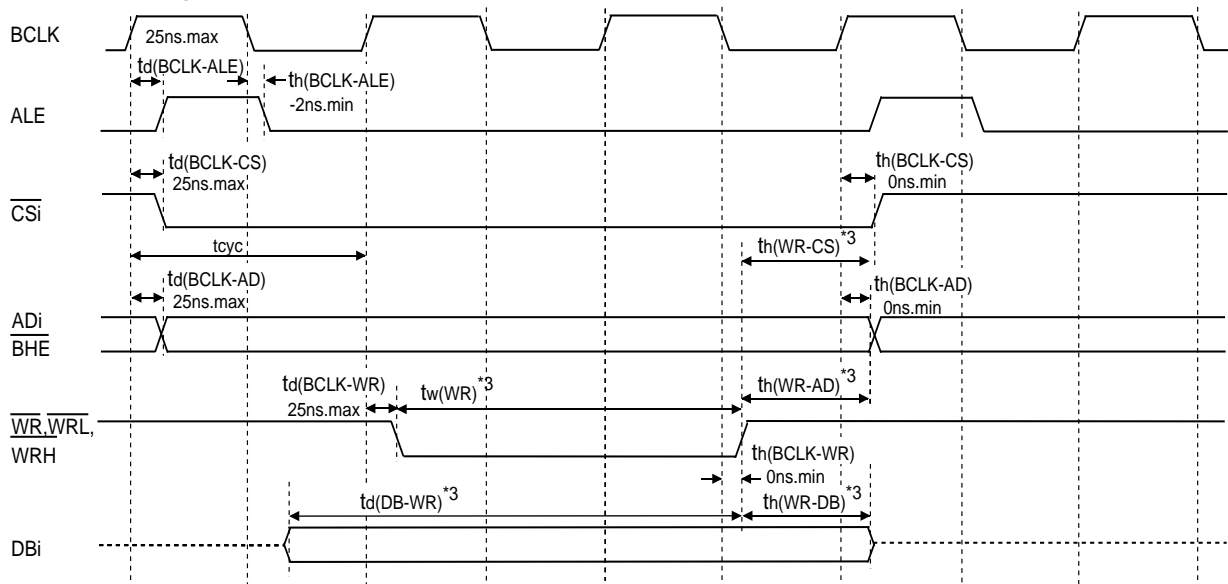 BCLK
25ns.max
td(BCLK-ALE)
th(BCLK-ALE)
-2ns.min
ALE
td(BCLK-CS)
25ns.max
th(BCLK-CS)
0ns.min
CSi
tcyc
th(WR-CS)*3
td(BCLK-AD)
25ns.max
th(BCLK-AD)
0ns.min
ADi
BHE
td(BCLK-WR)
25ns.max
tw(WR)*3
th(WR-AD)*3
WR,WRL,
WRH
th(BCLK-WR)
0ns.min
td(DB-WR)*3
th(WR-DB)*3
DBi